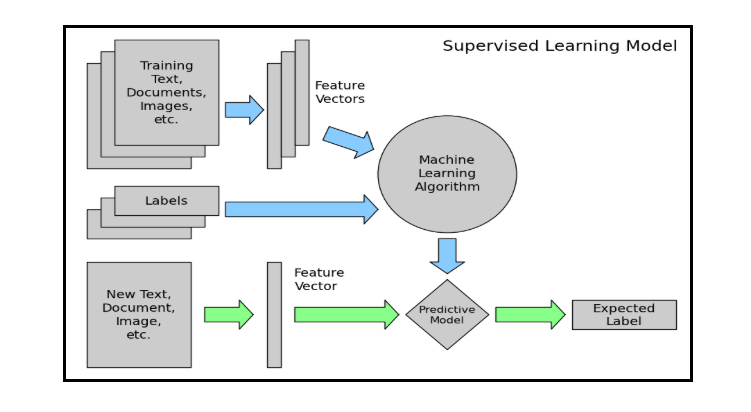 Supervised Learning Model
Training
Text,
Documents,
Images,
etc.
Feature
Vectors
Machine
Learning
Algorithm
Labels
New Text,
Document,
Image,
etc.
Feature
Vector
Predictive
Model
Expected
Label